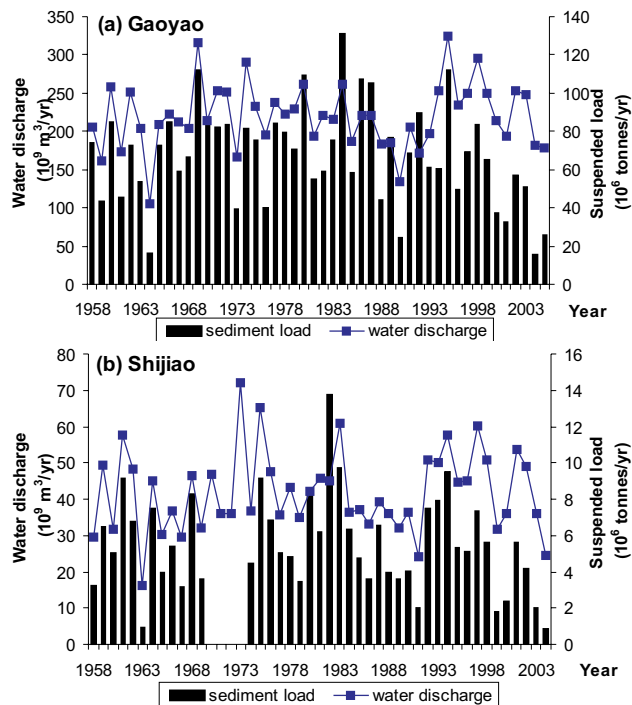 (a) Gaoyao
350
300
250
200
150
100
50
0
Water discharge
(10⁹ m³/yr)
140
120
100
80
60
40
20
0
Suspended load
(10⁶ tonnes/yr)
1958 1963 1968 1973 1978 1983 1988 1993 1998 2003 Year
sediment load water discharge
(b) Shijiao
80
70
60
50
40
30
20
10
0
Water discharge
(10⁹ m³/yr)
16
14
12
10
8
6
4
2
0
Suspended load
(10⁶ tonnes/yr)
1958 1963 1968 1973 1978 1983 1988 1993 1998 2003 Year
sediment load water discharge